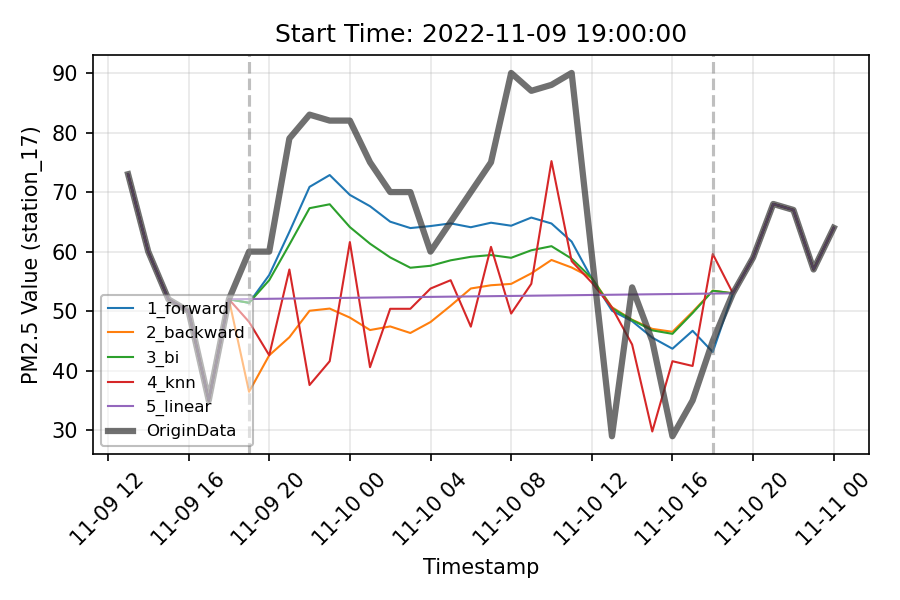 Start Time: 2022-11-09 19:00:00
PM2.5 Value (station_17)
90
80
70
60
50
40
30
1_forward
2_backward
3_bi
4_knn
5_linear
OriginData
11-09 12
11-09 16
11-09 20
11-10 00
11-10 04
11-10 08
11-10 12
11-10 16
11-10 20
11-11 00
Timestamp